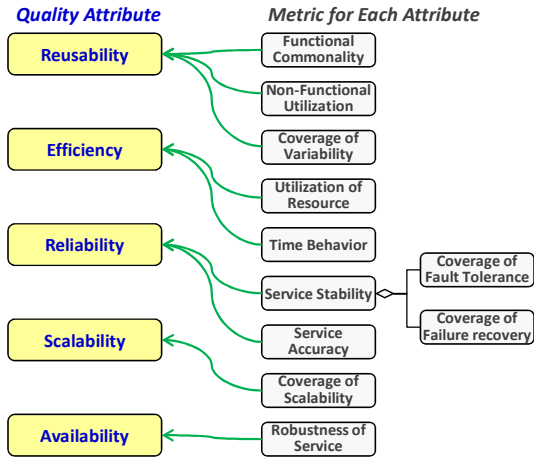 Quality Attribute
Metric for Each Attribute
Reusability
Functional
Commonality
Non-Functional
Utilization
Coverage of
Variability
Efficiency
Utilization of
Resource
Time Behavior
Reliability
Service Stability
Coverage of
Fault Tolerance
Coverage of
Failure recovery
Service
Accuracy
Scalability
Coverage of
Scalability
Availability
Robustness of
Service